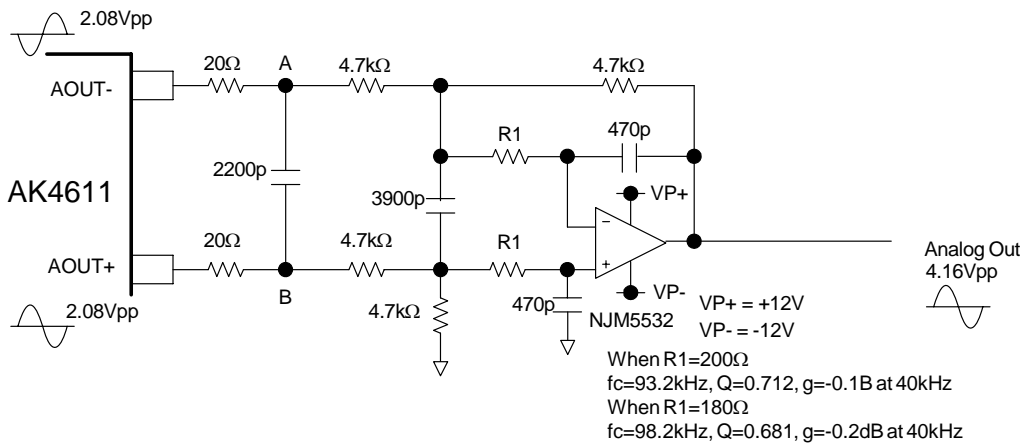 2.08Vpp
20Ω
A
4.7kΩ
4.7kΩ
AOUT-
R1
470p
2200p
AK4611
3900p
VP+
−
20Ω
4.7kΩ
R1
+
AOUT+
B
VP-
Analog Out
4.16Vpp
2.08Vpp
4.7kΩ
470p
NJM5532
VP+ = +12V
VP- = -12V
When R1=200Ω
fc=93.2kHz, Q=0.712, g=-0.1B at 40kHz
When R1=180Ω
fc=98.2kHz, Q=0.681, g=-0.2dB at 40kHz